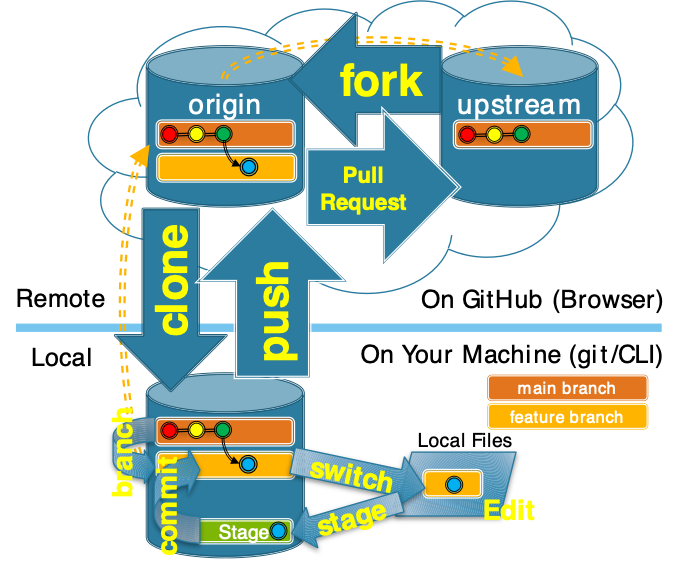 fork
origin
upstream
Pull
Request
clone
push
Remote
On GitHub (Browser)
Local
On Your Machine (git/CLI)
main branch
feature branch
Local Files
branch
commit
switch
stage
Edit
Stage